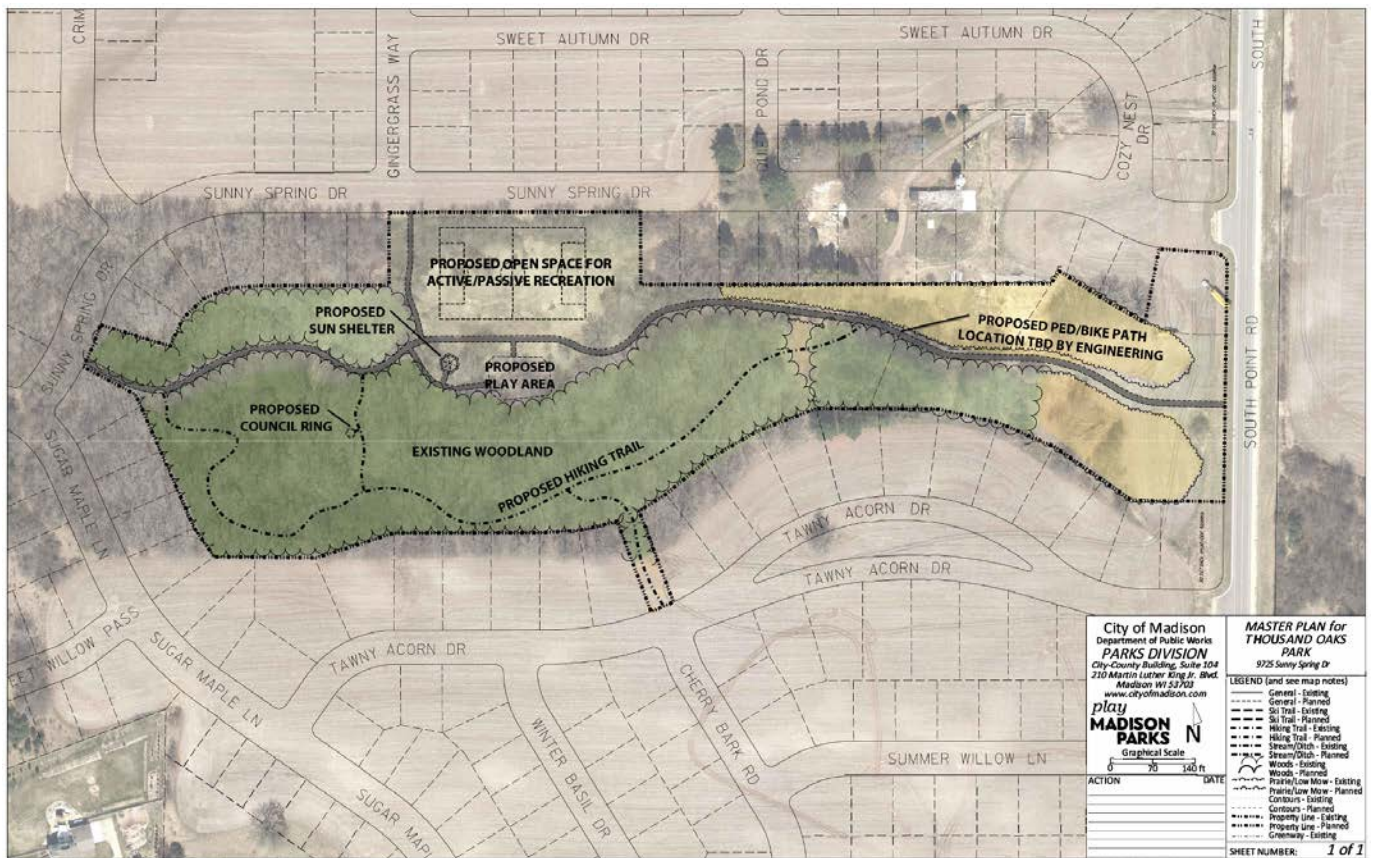 CRIM
GINGERGRASS WAY
SWEET AUTUMN DR
POND DR
SWEET AUTUMN DR
COZY NEST
DR
SOUTH
SUNNY SPRING DR
SUNNY SPRING DR
PROPOSED OPEN SPACE FOR
ACTIVE/PASSIVE RECREATION
SUNNY SPRING DR
PROPOSED
SUN SHELTER
PROPOSED
PLAY AREA
PROPOSED PED/BIKE PATH
LOCATION TBD BY ENGINEERING
SOUTH POINT RD
PROPOSED
COUNCIL RING
EXISTING WOODLAND
PROPOSED HIKING TRAIL
SUGAR MAPLE LN
TAWNY ACORN DR
TAWNY ACORN DR
EET WILLOW PASS
SUGAR MAPLE LN
TAWNY ACORN DR
CHERRY BARK RD
WINTER BASIL DR
SUMMER WILLOW LN
SUGAR MAPL
City of Madison
Department of Public Works
PARKS DIVISION
City-County Building, Suite 104
210 Martin Luther King Jr. Blvd.
Madison WI 53703
www.cityofmadison.com
play
MADISON
PARKS
N
Graphical Scale
0 70 140 ft
ACTION DATE
MASTER PLAN for
THOUSAND OAKS
PARK
9725 Sunny Spring Dr
LEGEND (and see map notes)
General - Existing
General - Planned
Ski Trail - Existing
Ski Trail - Planned
Hiking Trail - Existing
Hiking Trail - Planned
Stream/Ditch - Existing
Stream/Ditch - Planned
Woods - Existing
Woods - Planned
Prairie/Low Mow - Existing
Prairie/Low Mow - Planned
Contours - Existing
Contours - Planned
Property Line - Existing
Property Line - Planned
Greenway - Existing
SHEET NUMBER: 1 of 1